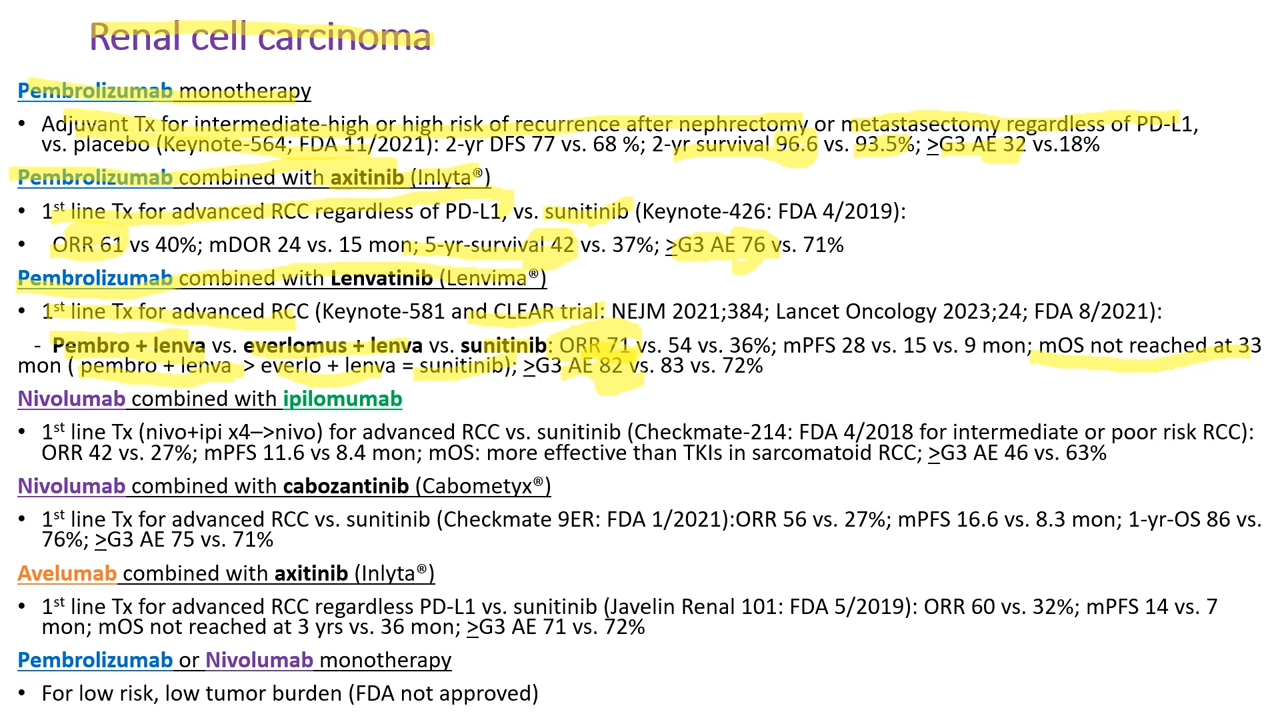 Renal cell carcinoma
Pembrolizumab monotherapy
• Adjuvant Tx for intermediate-high or high risk of recurrence after nephrectomy or metastasectomy regardless of PD-L1,
vs. placebo (Keynote-564; FDA 11/2021): 2-yr DFS 77 vs. 68 %; 2-yr survival 96.6 vs. 93.5%; >G3 AE 32 vs.18%
Pembrolizumab combined with axitinib (Inlyta®)
• 1st line Tx for advanced RCC regardless of PD-L1, vs. sunitinib (Keynote-426: FDA 4/2019):
• ORR 61 vs 40%; mDOR 24 vs. 15 mon; 5-yr-survival 42 vs. 37%; >G3 AE 76 vs. 71%
Pembrolizumab combined with Lenvatinib (Lenvima®)
• 1st line Tx for advanced RCC (Keynote-581 and CLEAR trial: NEJM 2021;384; Lancet Oncology 2023;24; FDA 8/2021):
- Pembro + lenva vs. everlomus + lenva vs. sunitinib: ORR 71 vs. 54 vs. 36%; mPFS 28 vs. 15 vs. 9 mon; mOS not reached at 33
mon ( pembro + lenva > everlo + lenva = sunitinib); >G3 AE 82 vs. 83 vs. 72%
Nivolumab combined with ipilomumab
• 1st line Tx (nivo+ipi x4–>nivo) for advanced RCC vs. sunitinib (Checkmate-214: FDA 4/2018 for intermediate or poor risk RCC):
ORR 42 vs. 27%; mPFS 11.6 vs 8.4 mon; mOS: more effective than TKIs in sarcomatoid RCC; >G3 AE 46 vs. 63%
Nivolumab combined with cabozantinib (Cabometyx®)
• 1st line Tx for advanced RCC vs. sunitinib (Checkmate 9ER: FDA 1/2021):ORR 56 vs. 27%; mPFS 16.6 vs. 8.3 mon; 1-yr-OS 86 vs.
76%; >G3 AE 75 vs. 71%
Avelumab combined with axitinib (Inlyta®)
• 1st line Tx for advanced RCC regardless PD-L1 vs. sunitinib (Javelin Renal 101: FDA 5/2019): ORR 60 vs. 32%; mPFS 14 vs. 7
mon; mOS not reached at 3 yrs vs. 36 mon; >G3 AE 71 vs. 72%
Pembrolizumab or Nivolumab monotherapy
• For low risk, low tumor burden (FDA not approved)